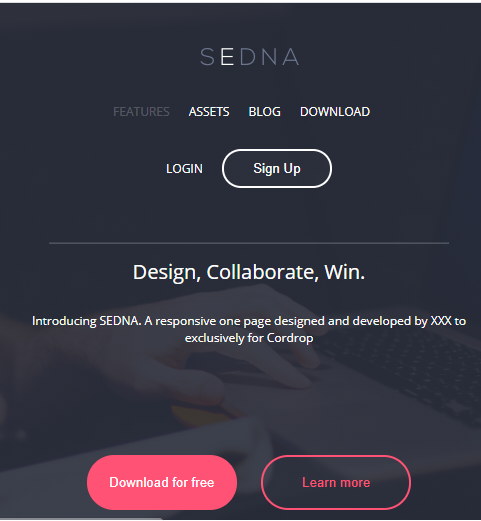 SEDNA
FEATURES ASSETS BLOG DOWNLOAD
LOGIN Sign Up
Design, Collaborate, Win.
Introducing SEDNA. A responsive one page designed and developed by XXX to
exclusively for Cordrop
Download for free Learn more